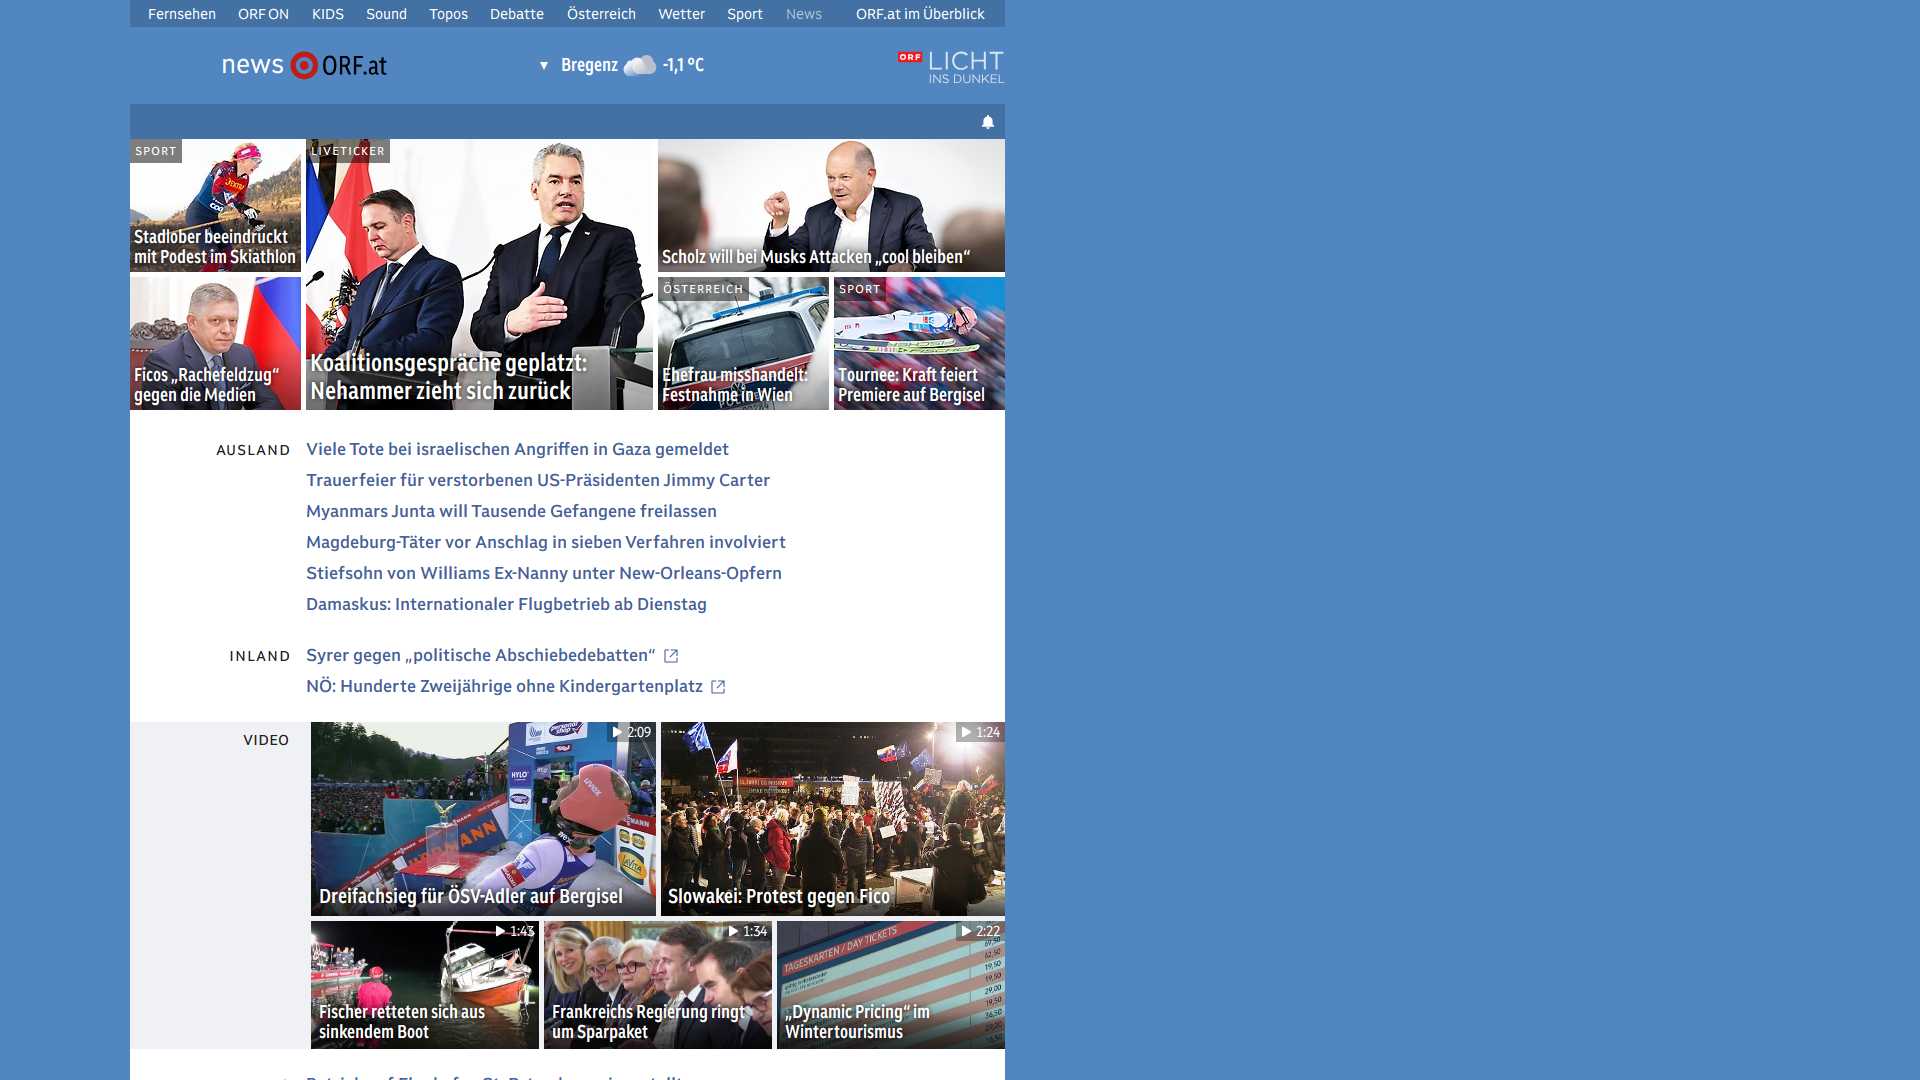 Fernsehen ORF ON KIDS Sound Topos Debatte Österreich Wetter Sport News ORF.at im Überblick
news ORF.at
▼ Bregenz -1,1 °C
ORF LICHT
INS DUNKEL
SPORT
Stadlober beeindruckt
mit Podest im Skiathlon
LIVETICKER
Koalitionsgespräche geplatzt:
Nehammer zieht sich zurück
Scholz will bei Musks Attacken „cool bleiben“
Ficos „Rachefeldzug“
gegen die Medien
ÖSTERREICH
Ehefrau misshandelt:
Festnahme in Wien
SPORT
Tournee: Kraft feiert
Premiere auf Bergisel
AUSLAND
Viele Tote bei israelischen Angriffen in Gaza gemeldet
Trauerfeier für verstorbenen US-Präsidenten Jimmy Carter
Myanmars Junta will Tausende Gefangene freilassen
Magdeburg-Täter vor Anschlag in sieben Verfahren involviert
Stiefsohn von Williams Ex-Nanny unter New-Orleans-Opfern
Damaskus: Internationaler Flugbetrieb ab Dienstag
INLAND
Syrer gegen „politische Abschiebedebatten“
NÖ: Hunderte Zweijährige ohne Kindergartenplatz
VIDEO
2:09
Dreifachsieg für ÖSV-Adler auf Bergisel
1:24
Slowakei: Protest gegen Fico
1:43
Fischer retteten sich aus
sinkendem Boot
1:34
Frankreichs Regierung ringt
um Sparpaket
2:22
TAGESKARTEN / DAY TICKETS
„Dynamic Pricing“ im
Wintertourismus